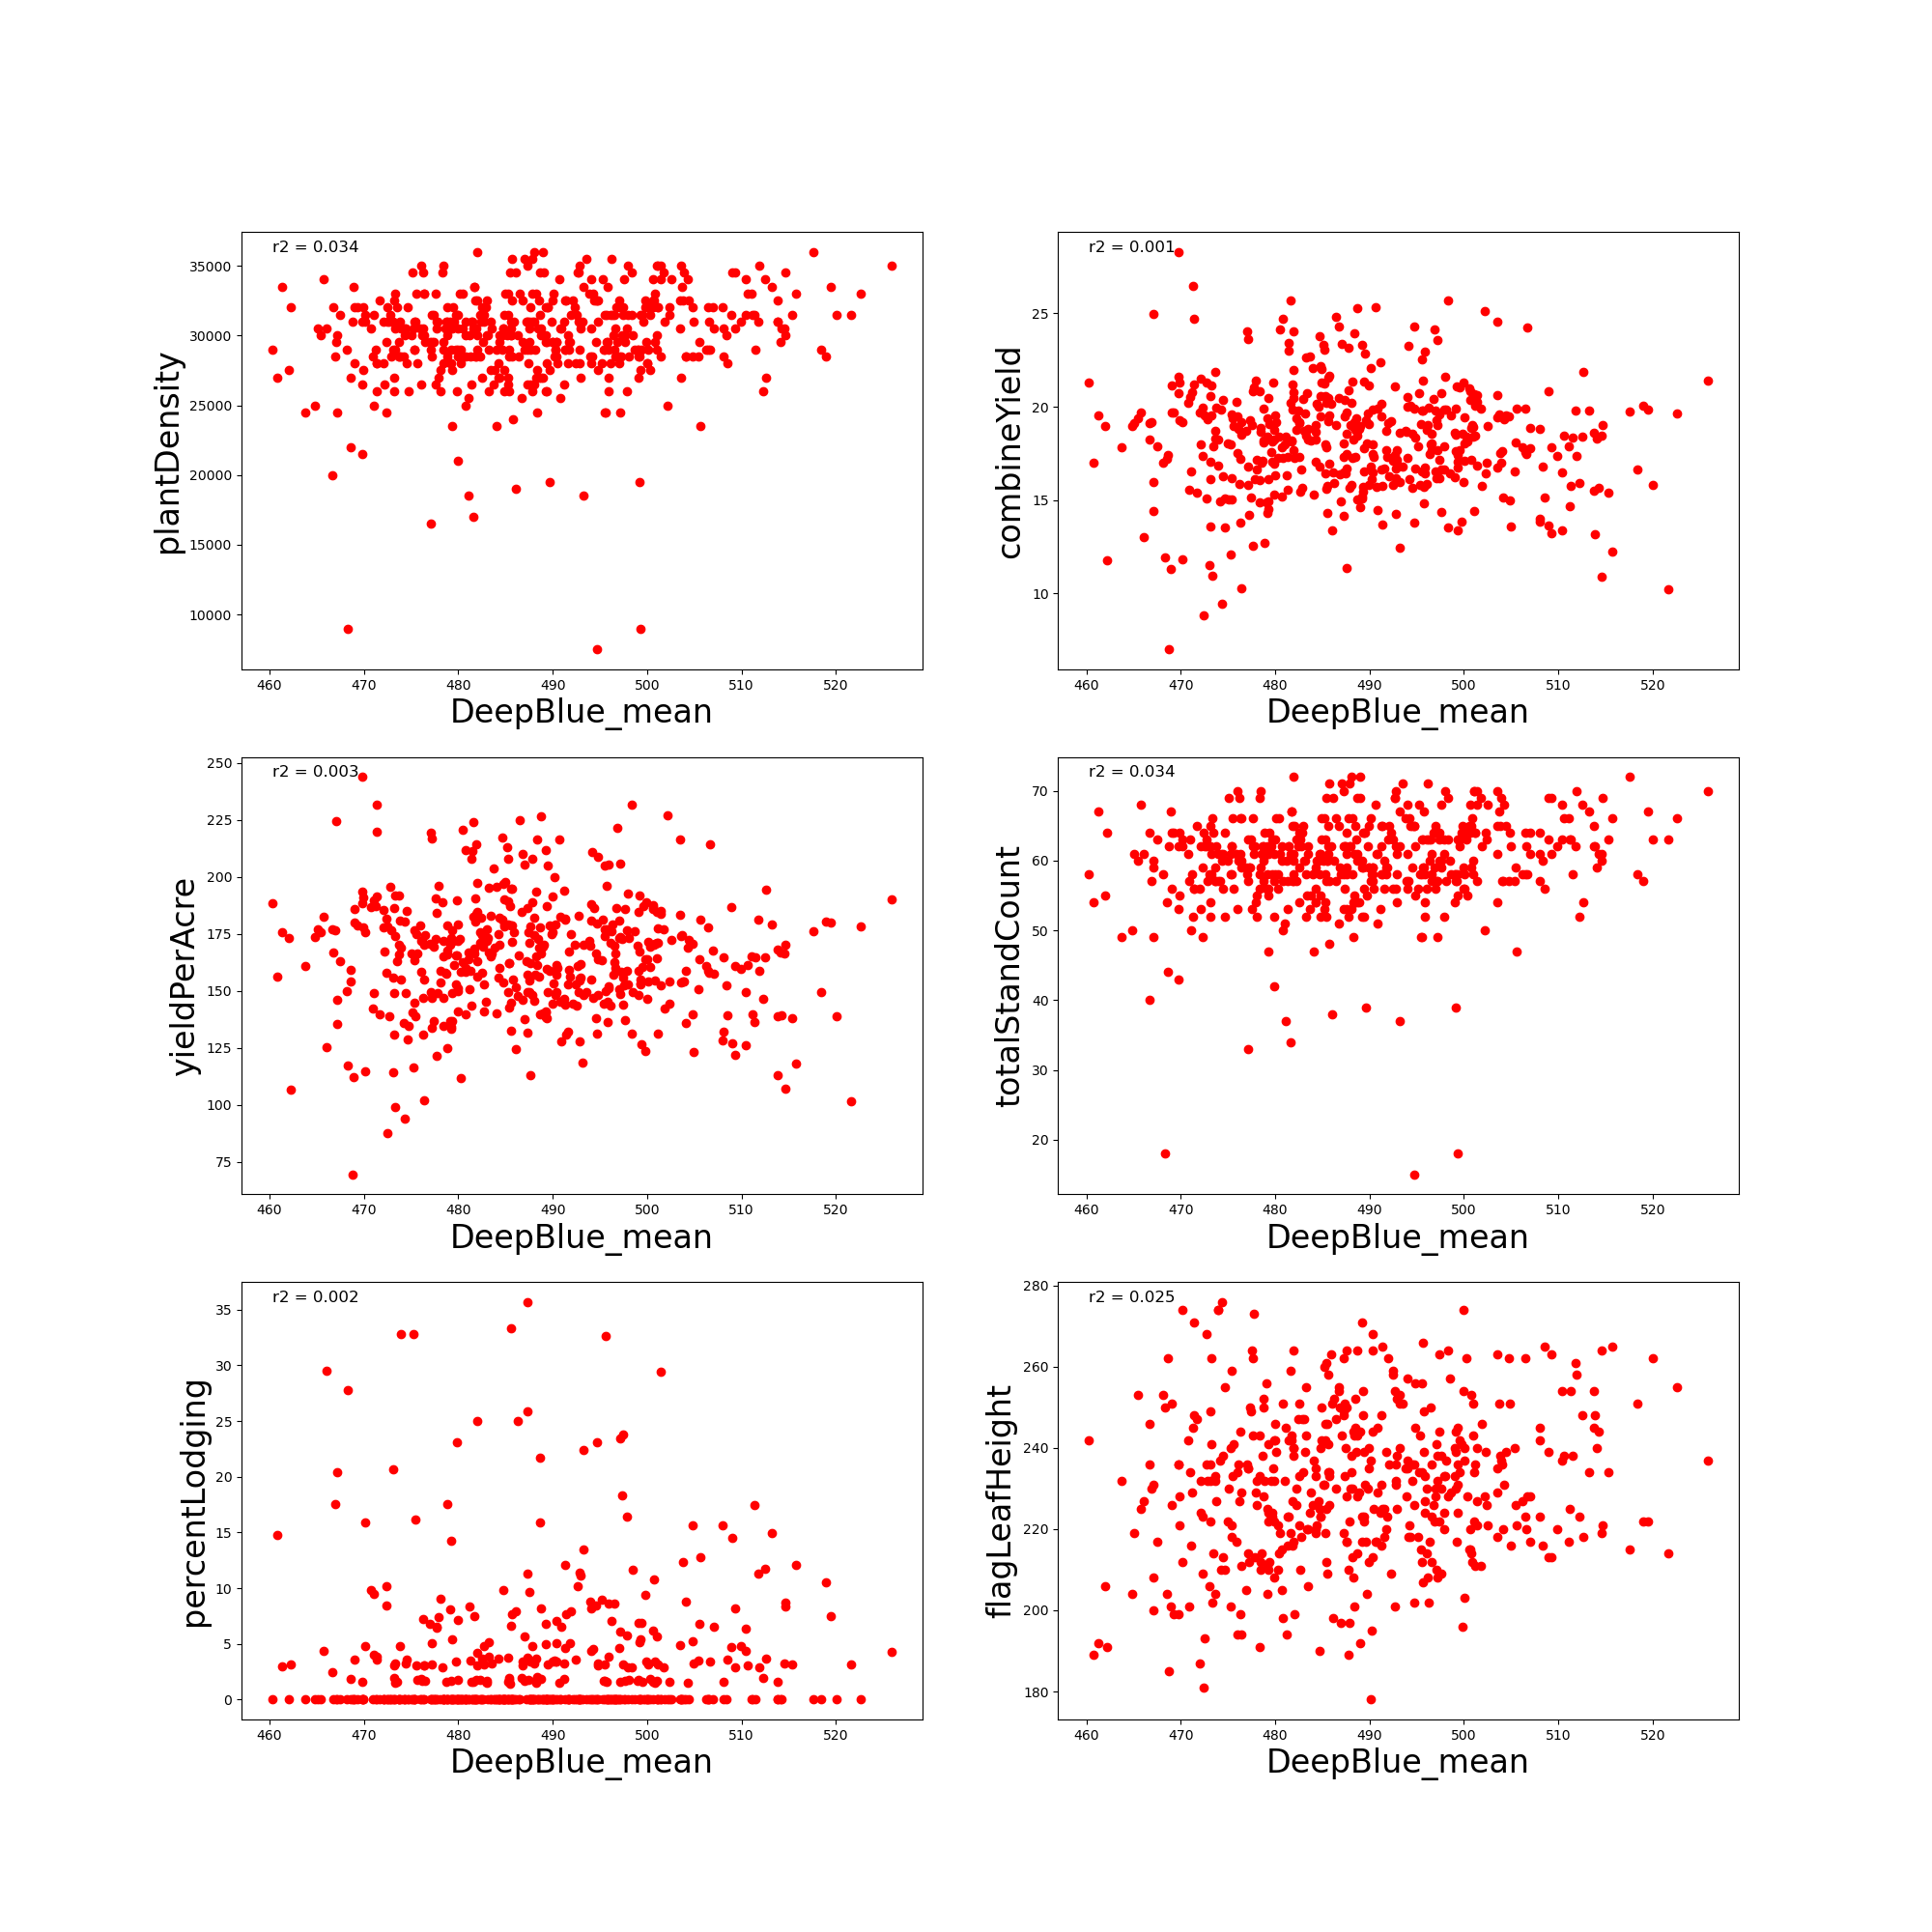 r2 = 0.034
35000
30000
25000
20000
15000
10000
plantDensity
460 470 480 490 500 510 520
DeepBlue_mean
r2 = 0.001
25
20
15
10
combineYield
460 470 480 490 500 510 520
DeepBlue_mean
r2 = 0.003
250
225
200
175
150
125
100
75
yieldPerAcre
460 470 480 490 500 510 520
DeepBlue_mean
r2 = 0.034
70
60
50
40
30
20
totalStandCount
460 470 480 490 500 510 520
DeepBlue_mean
r2 = 0.002
35
30
25
20
15
10
5
0
percentLodging
460 470 480 490 500 510 520
DeepBlue_mean
r2 = 0.025
280
260
240
220
200
180
flagLeafHeight
460 470 480 490 500 510 520
DeepBlue_mean